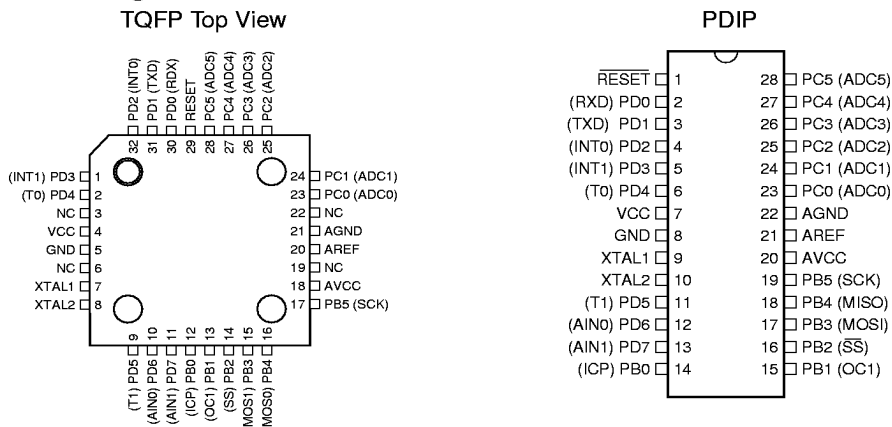 TQFP Top View
32 PD2 (INT0)
31 PD1 (TXD)
30 PD0 (RDX)
29 RESET
28 PC5 (ADC5)
27 PC4 (ADC4)
26 PC3 (ADC3)
25 PC2 (ADC2)
(INT1) PD3 1
(T0) PD4 2
NC 3
VCC 4
GND 5
NC 6
XTAL1 7
XTAL2 8
24 PC1 (ADC1)
23 PC0 (ADC0)
22 NC
21 AGND
20 AREF
19 NC
18 AVCC
17 PB5 (SCK)
(T1) PD5 9
(AIN0) PD6 10
(AIN1) PD7 11
(ICP) PB0 12
(OC1) PB1 13
(SS) PB2 14
MOS1) PB3 15
MOS0) PB4 16
PDIP
RESET 1 28 PC5 (ADC5)
(RXD) PD0 2 27 PC4 (ADC4)
(TXD) PD1 3 26 PC3 (ADC3)
(INT0) PD2 4 25 PC2 (ADC2)
(INT1) PD3 5 24 PC1 (ADC1)
(T0) PD4 6 23 PC0 (ADC0)
VCC 7 22 AGND
GND 8 21 AREF
XTAL1 9 20 AVCC
XTAL2 10 19 PB5 (SCK)
(T1) PD5 11 18 PB4 (MISO)
(AIN0) PD6 12 17 PB3 (MOSI)
(AIN1) PD7 13 16 PB2 (SS)
(ICP) PB0 14 15 PB1 (OC1)